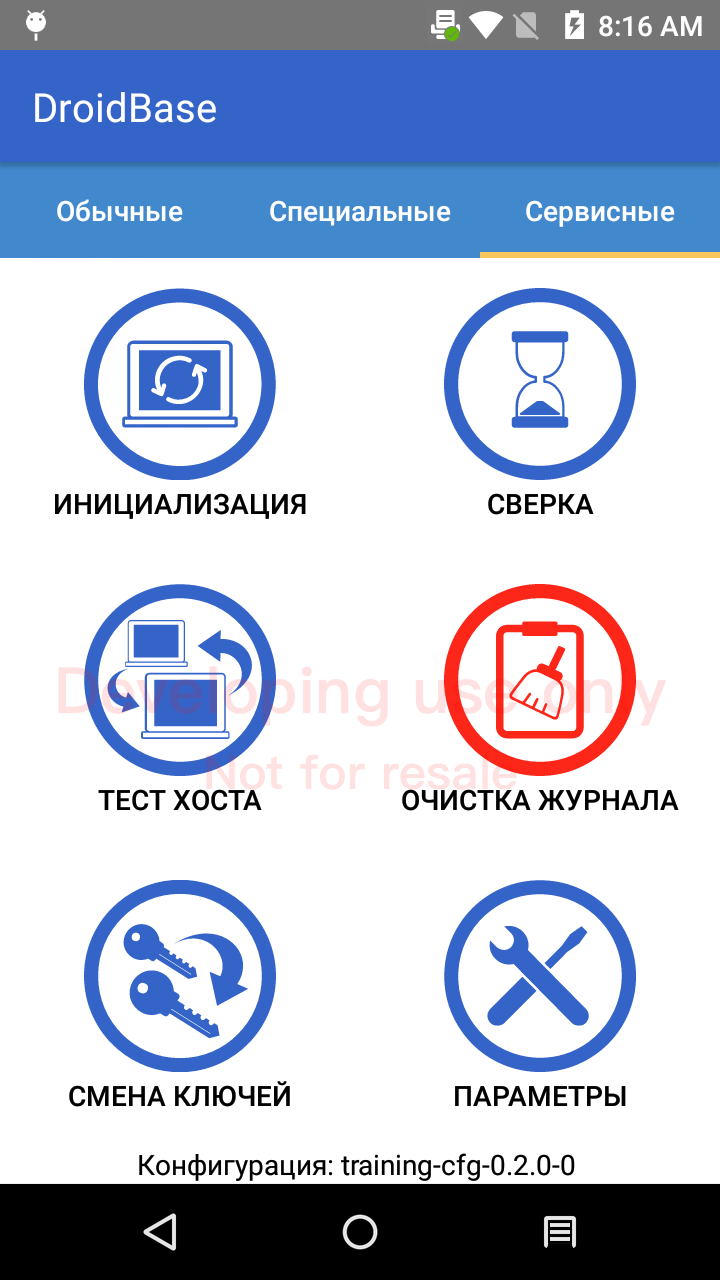 8:16 AM
DroidBase
Обычные Специальные Сервисные
ИНИЦИАЛИЗАЦИЯ СВЕРКА
Developing use only
Not for resale
ТЕСТ ХОСТА ОЧИСТКА ЖУРНАЛА
СМЕНА КЛЮЧЕЙ ПАРАМЕТРЫ
Конфигурация: training-cfg-0.2.0-0